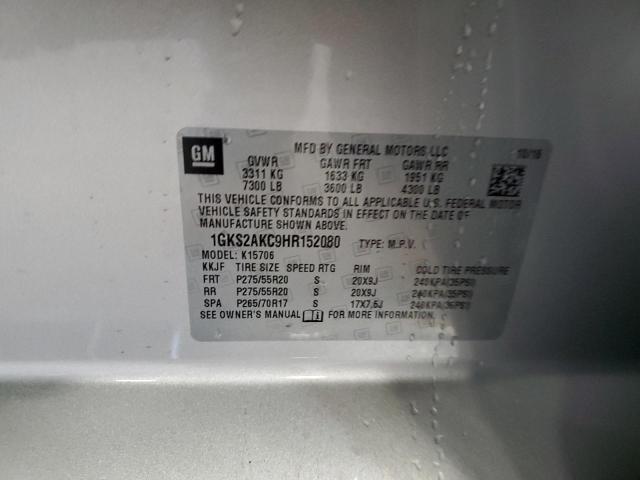 GM
MFD BY GENERAL MOTORS LLC 10/16
GVWR GAWR FRT GAWR RR
3311 KG 1633 KG 1951 KG
7300 LB 3600 LB 4300 LB
THIS VEHICLE CONFORMS TO ALL APPLICABLE U.S. FEDERAL MOTOR
VEHICLE SAFETY STANDARDS IN EFFECT ON THE DATE OF
MANUFACTURE SHOWN ABOVE.
1GKS2AKC9HR152080 TYPE: M.P.V.
MODEL: K15706
KKJF TIRE SIZE SPEED RTG RIM COLD TIRE PRESSURE
FRT P275/55R20 S 20X9J 240KPA(35PSI)
RR P275/55R20 S 20X9J 240KPA(35PSI)
SPA P265/70R17 S 17X7.5J 240KPA(35PSI)
SEE OWNER'S MANUAL FOR MORE INFORMATION.